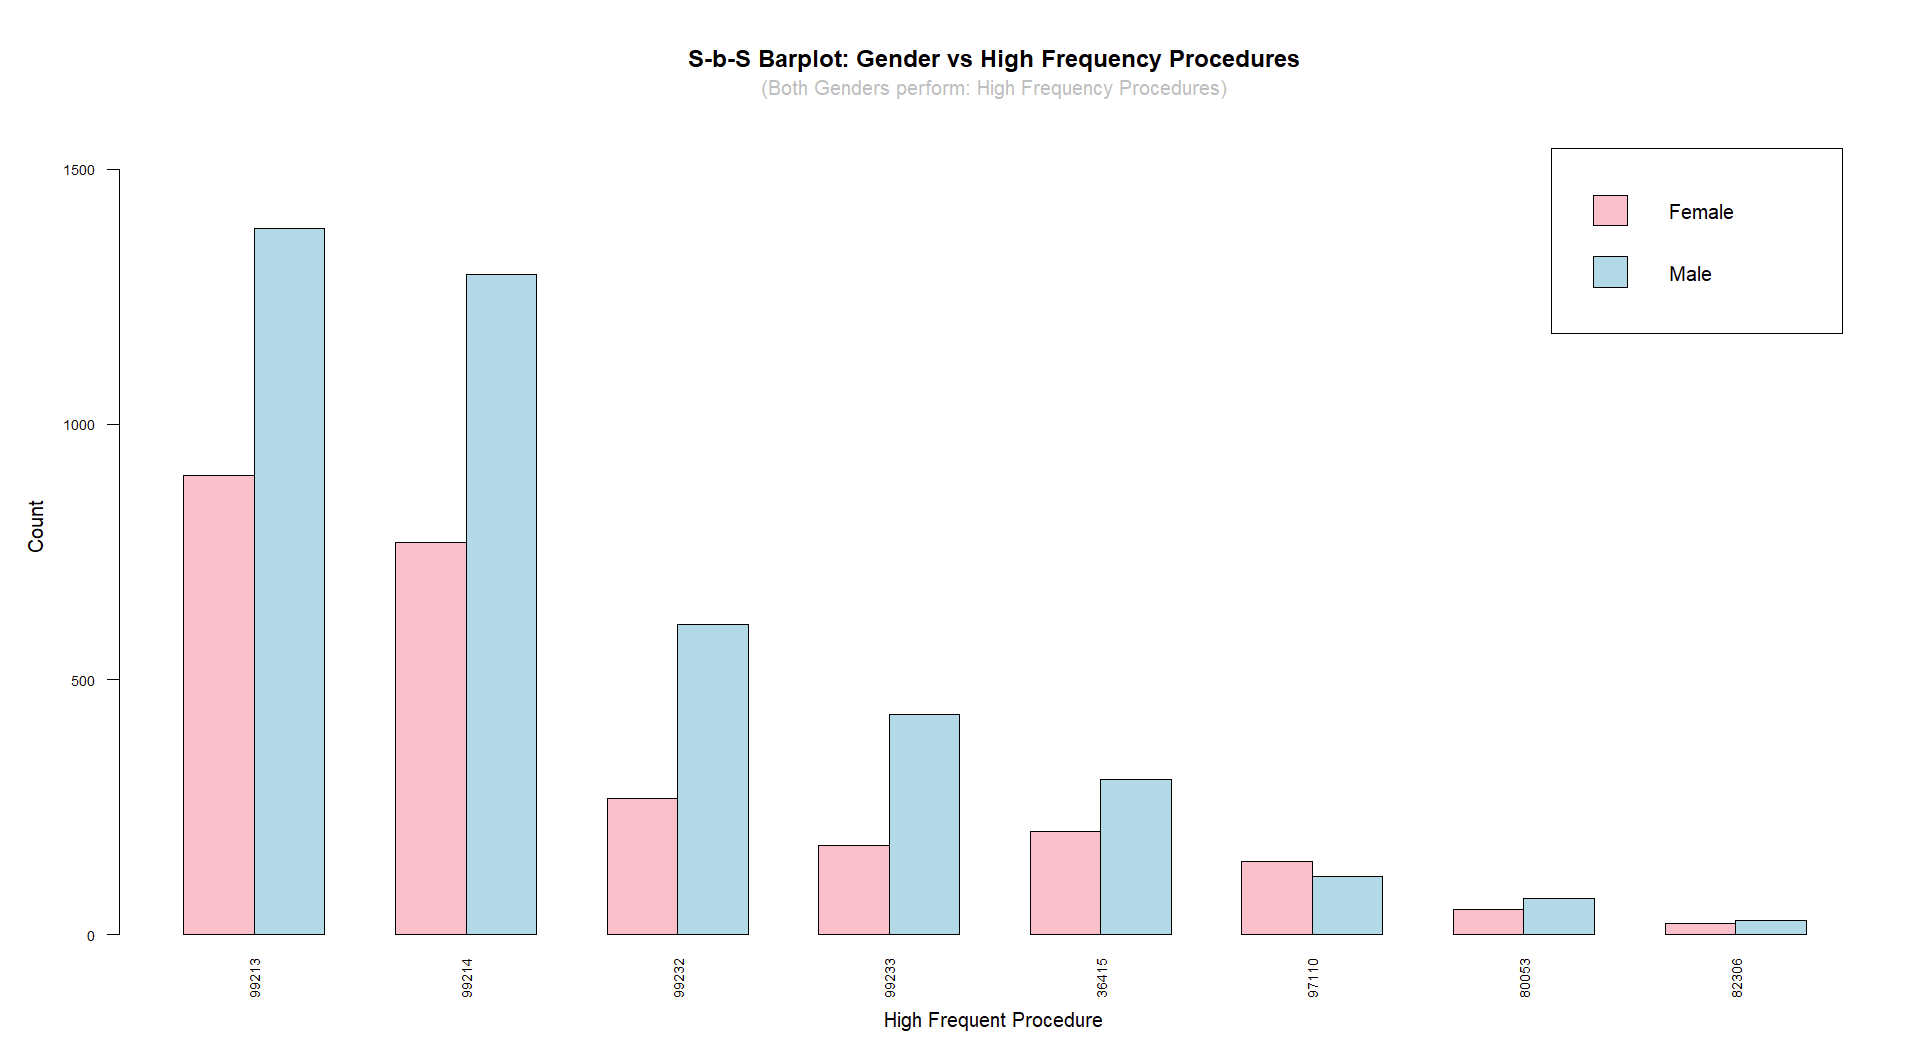 S-b-S Barplot: Gender vs High Frequency Procedures
(Both Genders perform: High Frequency Procedures)
Female
Male
1500
1000
500
0
Count
99213
99214
99232
99233
36415
97110
80053
82306
High Frequent Procedure